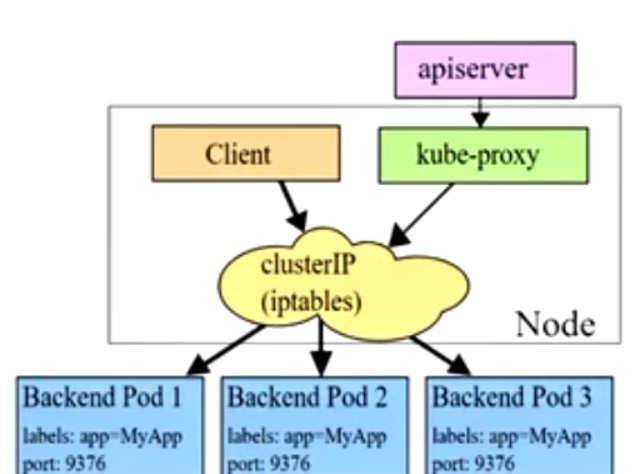 apiserver
Client
kube-proxy
clusterIP
(iptables)
Node
Backend Pod 1
labels: app=MyApp
port: 9376
Backend Pod 2
labels: app=MyApp
port: 9376
Backend Pod 3
labels: app=MyApp
port: 9376